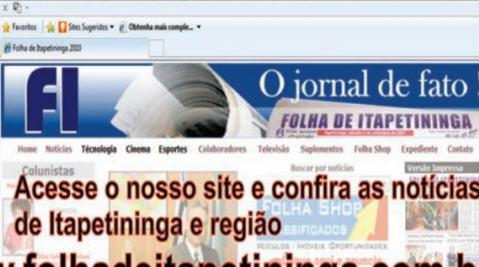 Favoritos Sites Sugeridos Obtenha mais comple...
Folha de Itapetininga 2010
FI
O jornal de fato !
FOLHA DE ITAPETININGA
Home Notícias Técnologia Cinema Esportes Colaboradores Televisão Suplementos Folha Shop Expediente Contato
Colunistas
Buscar por notícias
Versão Impressa
Acesse o nosso site e confira as notícias
FOLHA SHOP
CLASSIFICADOS
de Itapetininga e região
VEÍCULOS IMÓVEIS OPORTUNIDADES